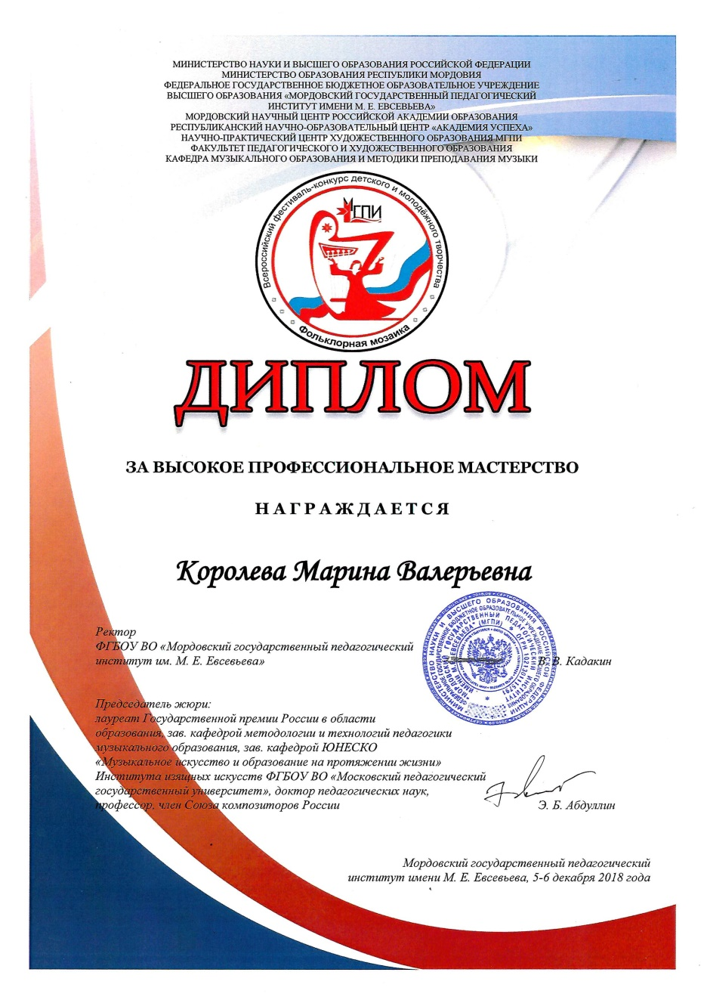 МИНИСТЕРСТВО НАУКИ И ВЫСШЕГО ОБРАЗОВАНИЯ РОССИЙСКОЙ ФЕДЕРАЦИИ
МИНИСТЕРСТВО ОБРАЗОВАНИЯ РЕСПУБЛИКИ МОРДОВИЯ
ФЕДЕРАЛЬНОЕ ГОСУДАРСТВЕННОЕ БЮДЖЕТНОЕ ОБРАЗОВАТЕЛЬНОЕ УЧРЕЖДЕНИЕ
ВЫСШЕГО ОБРАЗОВАНИЯ «МОРДОВСКИЙ ГОСУДАРСТВЕННЫЙ ПЕДАГОГИЧЕСКИЙ
ИНСТИТУТ ИМЕНИ М. Е. ЕВСЕВЬЕВА»
МОРДОВСКИЙ НАУЧНЫЙ ЦЕНТР РОССИЙСКОЙ АКАДЕМИИ ОБРАЗОВАНИЯ
РЕСПУБЛИКАНСКИЙ НАУЧНО-ОБРАЗОВАТЕЛЬНЫЙ ЦЕНТР «АКАДЕМИЯ УСПЕХА»
НАУЧНО-ПРАКТИЧЕСКИЙ ЦЕНТР ХУДОЖЕСТВЕННОГО ОБРАЗОВАНИЯ МГПИ
ФАКУЛЬТЕТ ПЕДАГОГИЧЕСКОГО И ХУДОЖЕСТВЕННОГО ОБРАЗОВАНИЯ
КАФЕДРА МУЗЫКАЛЬНОГО ОБРАЗОВАНИЯ И МЕТОДИКИ ПРЕПОДАВАНИЯ МУЗЫКИ
Всероссийский фестиваль-конкурс детского и молодёжного творчества
МГПИ
Фольклорная мозаика
ДИПЛОМ
ЗА ВЫСОКОЕ ПРОФЕССИОНАЛЬНОЕ МАСТЕРСТВО
НАГРАЖДАЕТСЯ
Королева Марина Валерьевна
Ректор
ФГБОУ ВО «Мордовский государственный педагогический
институт им. М. Е. Евсевьева» В. В. Кадакин
МИНИСТЕРСТВО НАУКИ И ВЫСШЕГО ОБРАЗОВАНИЯ РОССИЙСКОЙ ФЕДЕРАЦИИ
Председатель жюри:
лауреат Государственной премии России в области
образования, зав. кафедрой методологии и технологий педагогики
музыкального образования, зав. кафедрой ЮНЕСКО
«Музыкальное искусство и образование на протяжении жизни»
Института изящных искусств ФГБОУ ВО «Московский педагогический
государственный университет», доктор педагогических наук,
профессор, член Союза композиторов России Э. Б. Абдуллин
Мордовский государственный педагогический
институт имени М. Е. Евсевьева, 5-6 декабря 2018 года